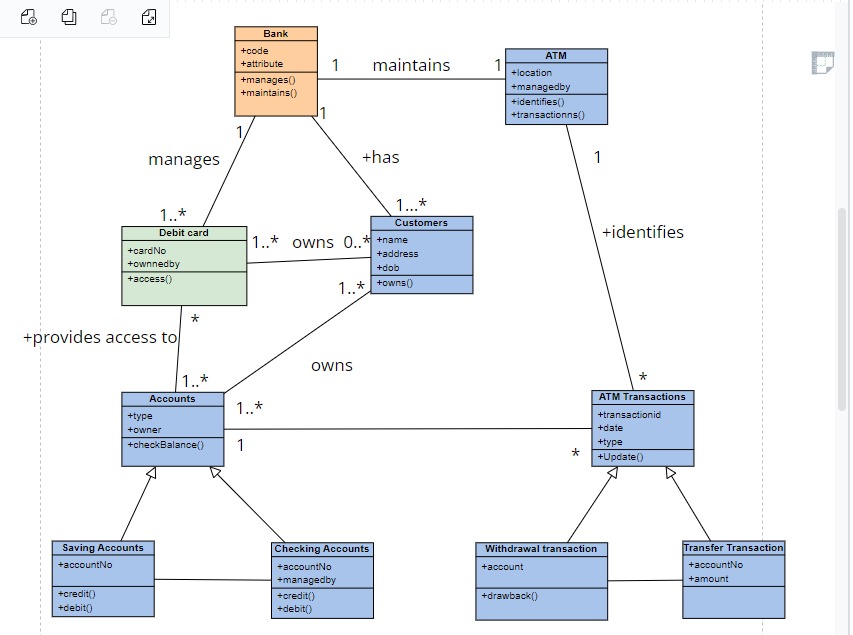 Bank
+code
+attribute
+manages()
+maintains()
1 maintains 1
ATM
+location
+managedby
+identifies()
+transactionns()
1
1
manages
+has
1
1..*
1...*
+identifies
Debit card
+cardNo
+ownnedby
+access()
1..* owns 0..*
Customers
+name
+address
+dob
+owns()
*
1..*
+provides access to
owns
1..*
1..*
*
Accounts
+type
+owner
+checkBalance()
1
*
ATM Transactions
+transactionid
+date
+type
+Update()
Saving Accounts
+accountNo
+credit()
+debit()
Checking Accounts
+accountNo
+managedby
+credit()
+debit()
Withdrawal transaction
+account
+drawback()
Transfer Transaction
+accountNo
+amount